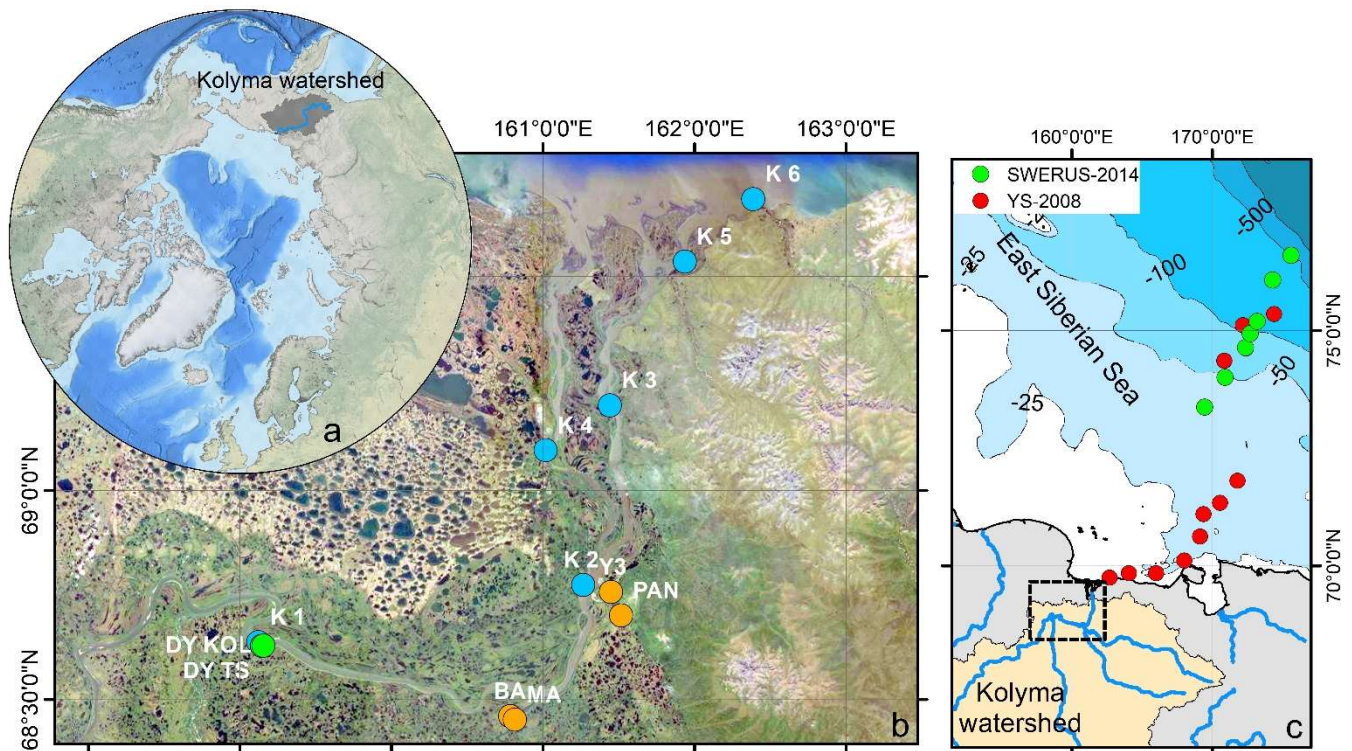 Kolyma watershed
a
161°0'0"E
162°0'0"E
163°0'0"E
69°0'0"N
68°30'0"N
K 6
K 5
K 3
K 4
K 2
Y3
PAN
K 1
DY KOL
DY TS
BA
MA
b
160°0'0"E
170°0'0"E
SWERUS-2014
YS-2008
-500
-100
-25
East Siberian Sea
-50
-25
75°0'0"N
70°0'0"N
Kolyma
watershed
c